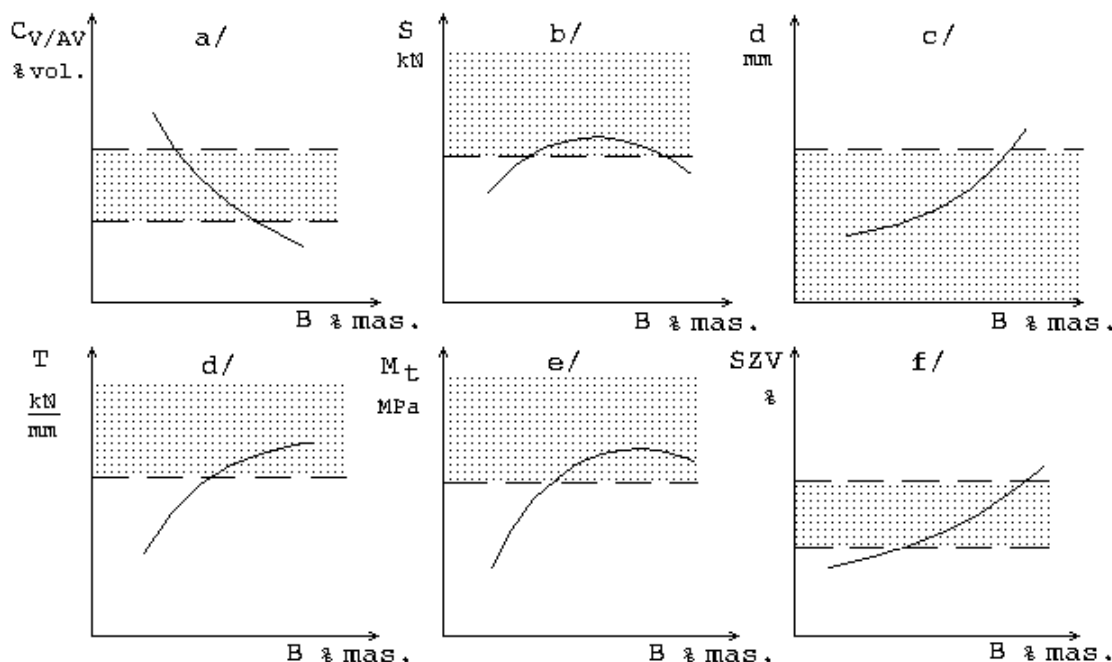 C V/AV
% vol.
a/
B % mas.
S
kN
b/
B % mas.
d
mm
c/
B % mas.
T
kN
mm
d/
B % mas.
M t
MPa
e/
B % mas.
SZV
%
f/
B % mas.